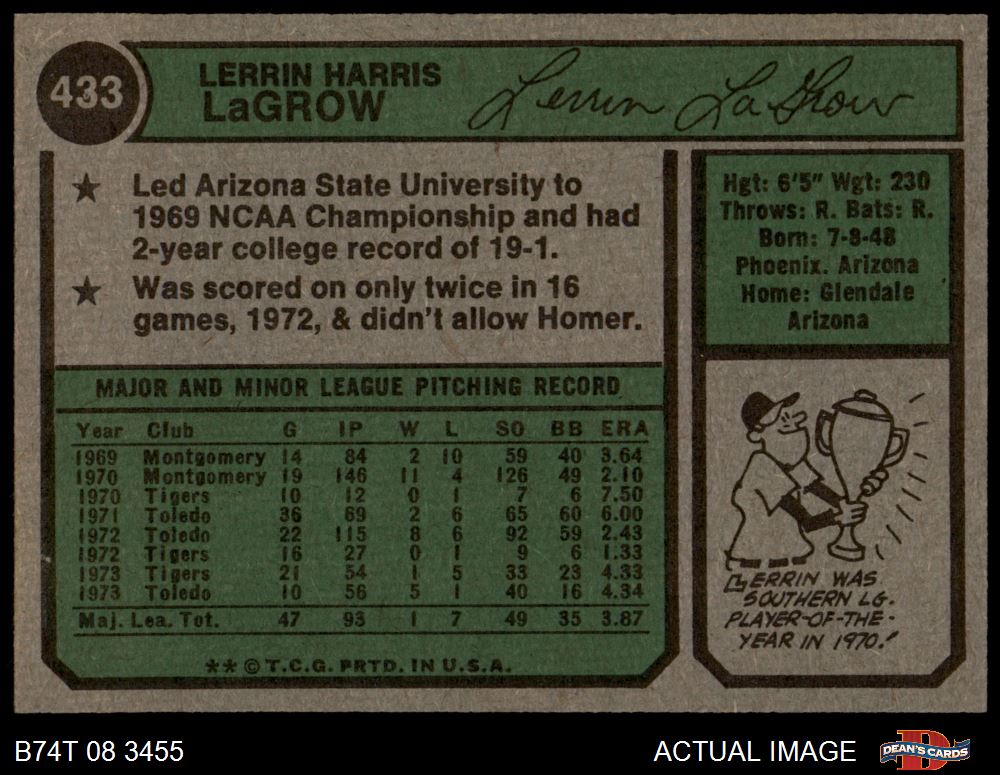 433
LERRIN HARRIS
LaGROW
Lerrin LaGrow
★ Led Arizona State University to
1969 NCAA Championship and had
2-year college record of 19-1.
★ Was scored on only twice in 16
games, 1972, & didn't allow Homer.
Hgt: 6'5" Wgt: 230
Throws: R. Bats: R.
Born: 7-8-48
Phoenix, Arizona
Home: Glendale
Arizona
MAJOR AND MINOR LEAGUE PITCHING RECORD
Year Club G IP W L SO BB ERA
1969 Montgomery 14 84 2 10 59 40 3.64
1970 Montgomery 19 146 11 4 126 49 2.10
1970 Tigers 10 12 0 1 7 6 7.50
1971 Toledo 36 69 2 6 65 60 6.00
1972 Toledo 22 115 8 6 92 59 2.43
1972 Tigers 16 27 0 1 9 6 1.33
1973 Tigers 21 54 1 5 33 23 4.33
1973 Toledo 10 56 5 1 40 16 4.34
Maj. Lea. Tot. 47 93 1 7 49 35 3.87
** © T.C.G. PRTD. IN U.S.A.
LERRIN WAS
SOUTHERN LG.
PLAYER-OF-THE-
YEAR IN 1970!
B74T 08 3455
ACTUAL IMAGE
DEAN'S CARDS